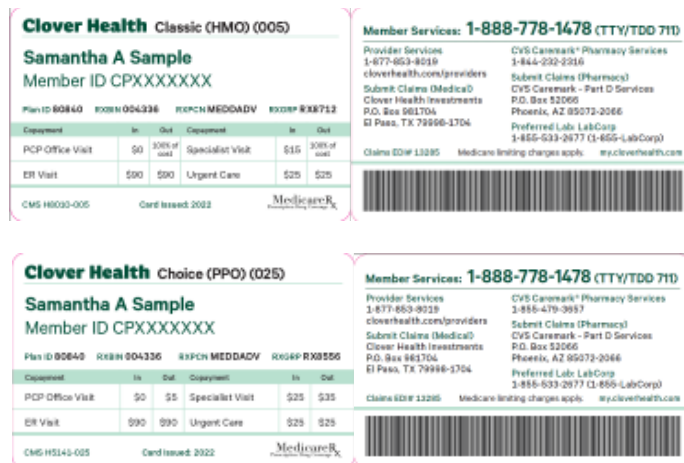 Clover Health Classic (HMO) (005)
Samantha A Sample
Member ID CPXXXXXXX
Plan ID 80840 RXBIN 004336 RXPCN MEDDADV RXGRP RX8712
Copayment In Out Copayment In Out
PCP Office Visit $0 100% of cost Specialist Visit $15 100% of cost
ER Visit $90 $90 Urgent Care $25 $25
CMS H8010-005 Card Issued: 2022 MedicareRx
Prescription Drug Coverage
Member Services: 1-888-778-1478 (TTY/TDD 711)
Provider Services
1-877-853-8019
cloverhealth.com/providers
Submit Claims (Medical)
Clover Health Investments
P.O. Box 981704
El Paso, TX 79998-1704
CVS Caremark® Pharmacy Services
1-844-232-2316
Submit Claims (Pharmacy)
CVS Caremark - Part D Services
P.O. Box 52066
Phoenix, AZ 85072-2066
Preferred Lab: LabCorp
1-855-533-2677 (1-855-LabCorp)
Claims EDI# 13285 Medicare limiting charges apply. my.cloverhealth.com
Clover Health Choice (PPO) (025)
Samantha A Sample
Member ID CPXXXXXXX
Plan ID 80840 RXBIN 004336 RXPCN MEDDADV RXGRP RX8556
Copayment In Out Copayment In Out
PCP Office Visit $0 $5 Specialist Visit $25 $35
ER Visit $90 $90 Urgent Care $25 $25
CMS H5141-025 Card Issued: 2022 MedicareRx
Prescription Drug Coverage
Member Services: 1-888-778-1478 (TTY/TDD 711)
Provider Services
1-877-853-8019
cloverhealth.com/providers
Submit Claims (Medical)
Clover Health Investments
P.O. Box 981704
El Paso, TX 79998-1704
CVS Caremark® Pharmacy Services
1-855-479-3657
Submit Claims (Pharmacy)
CVS Caremark - Part D Services
P.O. Box 52066
Phoenix, AZ 85072-2066
Preferred Lab: LabCorp
1-855-533-2677 (1-855-LabCorp)
Claims EDI# 13285 Medicare limiting charges apply. my.cloverhealth.com